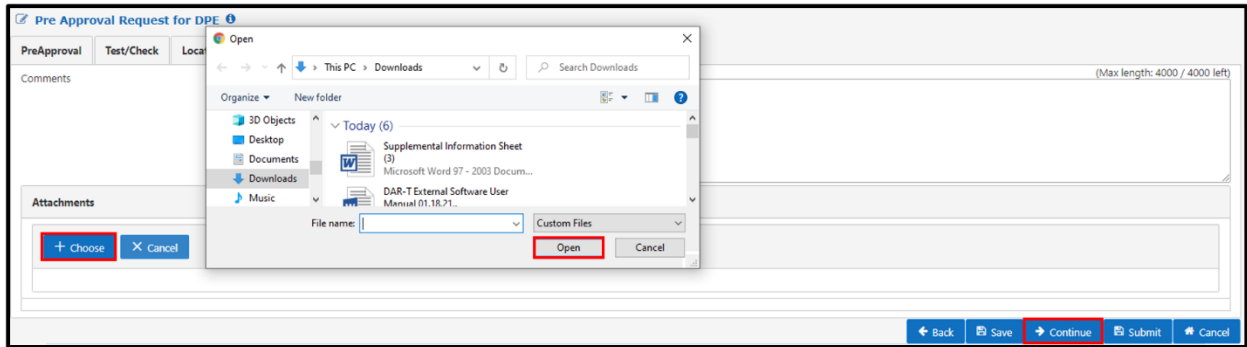 Pre Approval Request for DPE
PreApproval Test/Check Loca
Comments
(Max length: 4000 / 4000 left)
Open
This PC > Downloads
Search Downloads
Organize
New folder
3D Objects
Desktop
Documents
Downloads
Music
Today (6)
Supplemental Information Sheet
(3)
Microsoft Word 97 - 2003 Docum...
DAR-T External Software User
Manual 01.18.21..
File name:
Custom Files
Open Cancel
Attachments
+ Choose X Cancel
Back Save Continue Submit Cancel